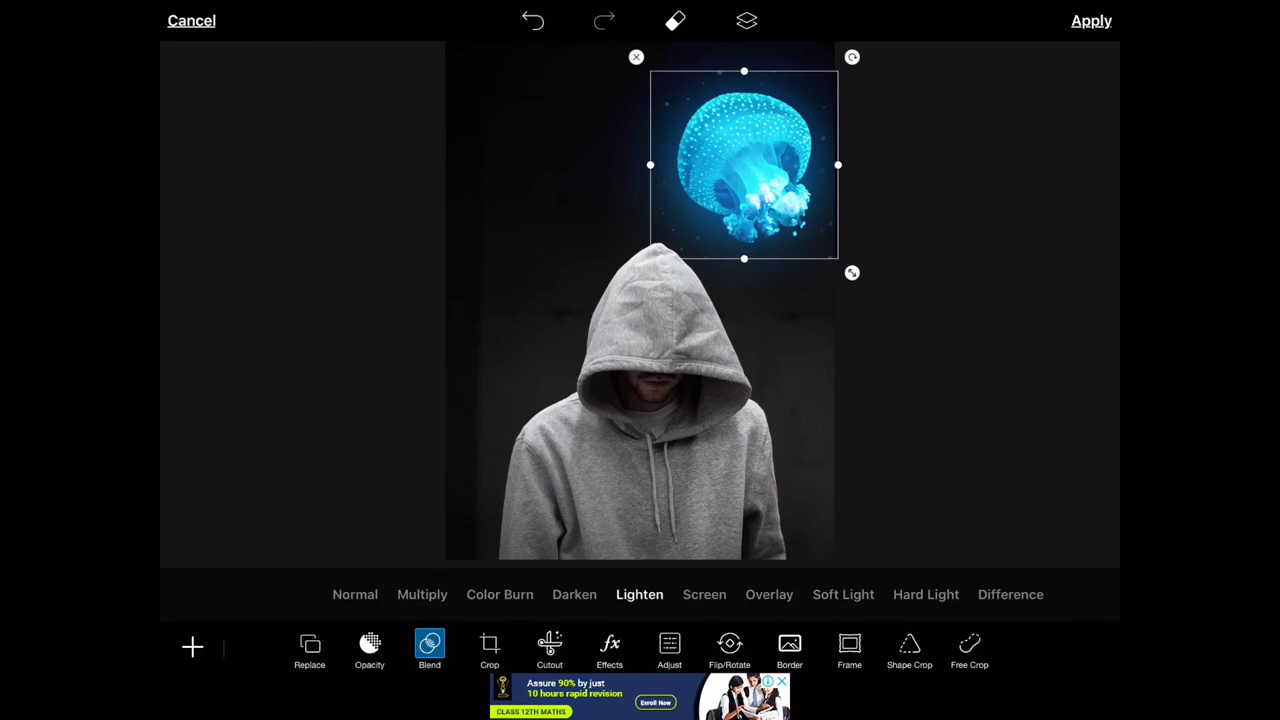 Cancel
Apply
Normal Multiply Color Burn Darken Lighten Screen Overlay Soft Light Hard Light Difference
Replace Opacity Blend Crop Cutout Effects Adjust Flip/Rotate Border Frame Shape Crop Free Crop
Assure 90% by just
10 hours rapid revision
Enroll Now
CLASS 12TH MATHS